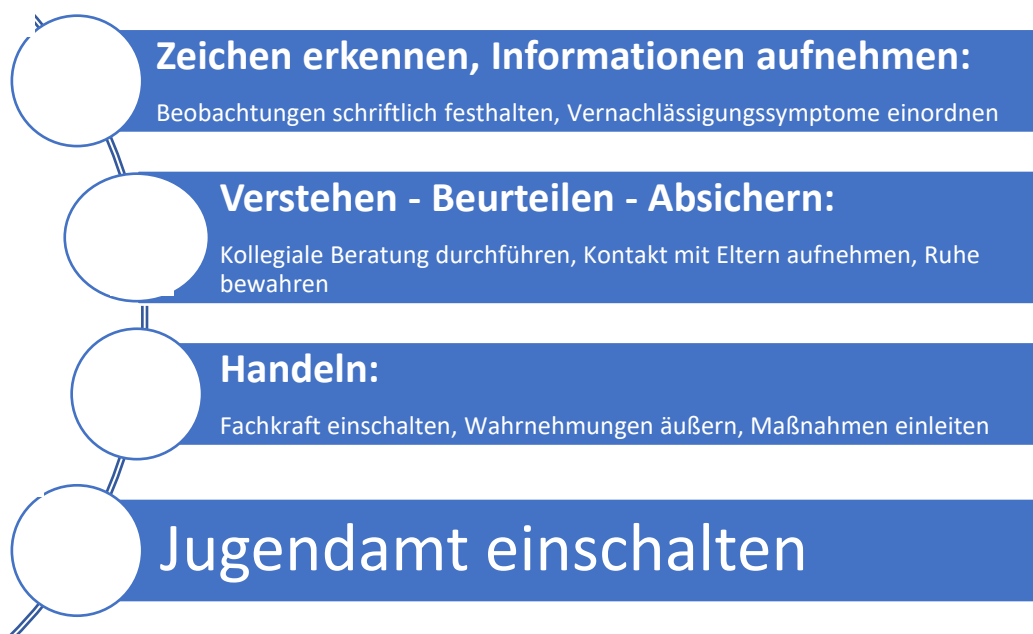 Zeichen erkennen, Informationen aufnehmen:
Beobachtungen schriftlich festhalten, Vernachlässigungssymptome einordnen
Verstehen - Beurteilen - Absichern:
Kollegiale Beratung durchführen, Kontakt mit Eltern aufnehmen, Ruhe
bewahren
Handeln:
Fachkraft einschalten, Wahrnehmungen äußern, Maßnahmen einleiten
Jugendamt einschalten